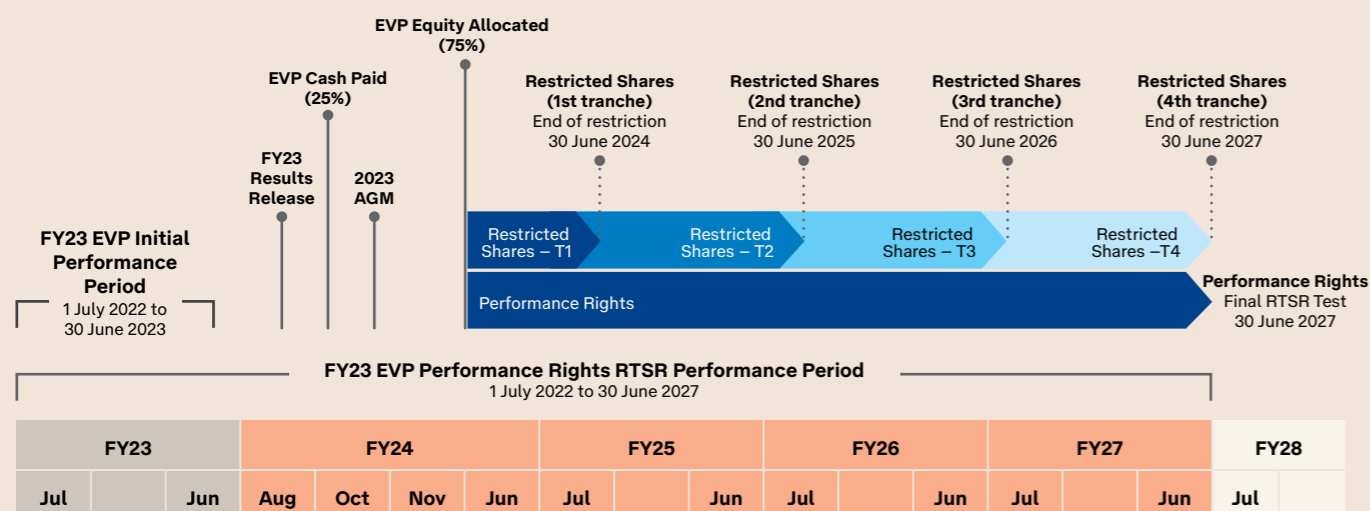 EVP Equity Allocated
(75%)
EVP Cash Paid
(25%)
Restricted Shares
(1st tranche)
End of restriction
30 June 2024
Restricted Shares
(2nd tranche)
End of restriction
30 June 2025
Restricted Shares
(3rd tranche)
End of restriction
30 June 2026
Restricted Shares
(4th tranche)
End of restriction
30 June 2027
FY23
Results
Release
2023
AGM
FY23 EVP Initial
Performance
Period
1 July 2022 to
30 June 2023
Restricted
Shares – T1
Restricted
Shares – T2
Restricted
Shares – T3
Restricted
Shares –T4
Performance Rights
Performance Rights
Final RTSR Test
30 June 2027
FY23 EVP Performance Rights RTSR Performance Period
1 July 2022 to 30 June 2027
FY23 FY24 FY25 FY26 FY27 FY28
Jul Jun Aug Oct Nov Jun Jul Jun Jul Jun Jul Jun Jul